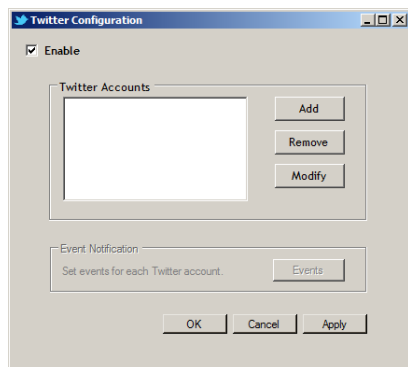 Twitter Configuration
Enable
Twitter Accounts
Add
Remove
Modify
Event Notification
Set events for each Twitter account.
Events
OK
Cancel
Apply